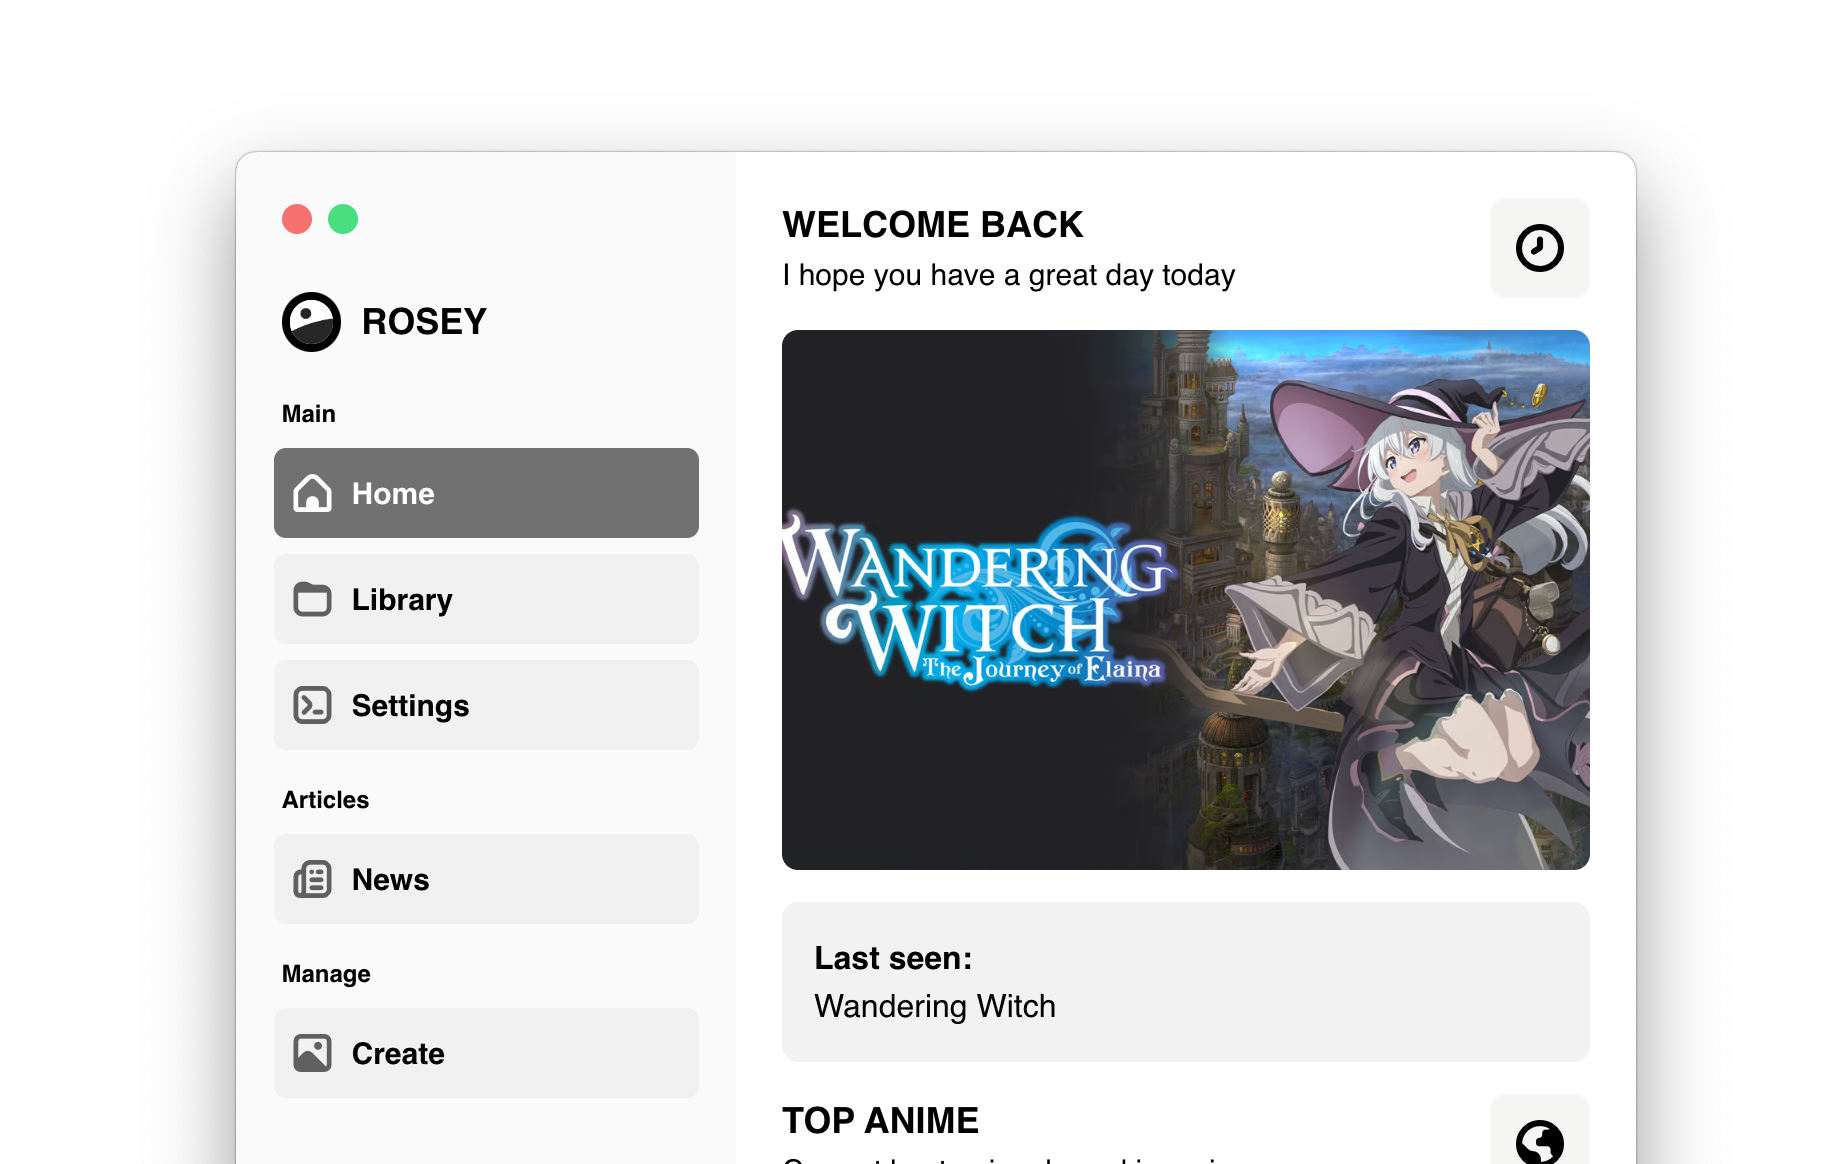 ROSEY
Main
Home
Library
Settings
Articles
News
Manage
Create
WELCOME BACK
I hope you have a great day today
WANDERING
WITCH
The Journey of Elaina
Last seen:
Wandering Witch
TOP ANIME